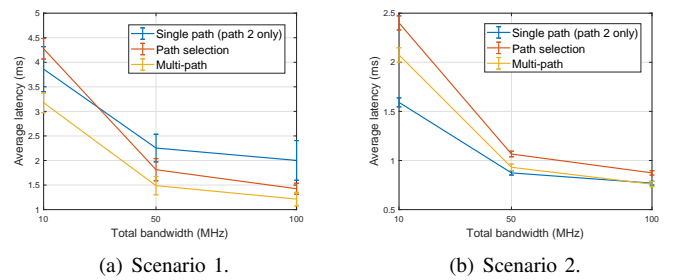 5
4.5
4
3.5
3
2.5
2
1.5
1
Average latency (ms)
Single path (path 2 only)
Path selection
Multi-path
10
50
100
Total bandwidth (MHz)
(a) Scenario 1.
2.5
2
1.5
1
0.5
Average latency (ms)
Single path (path 2 only)
Path selection
Multi-path
10
50
100
Total bandwidth (MHz)
(b) Scenario 2.